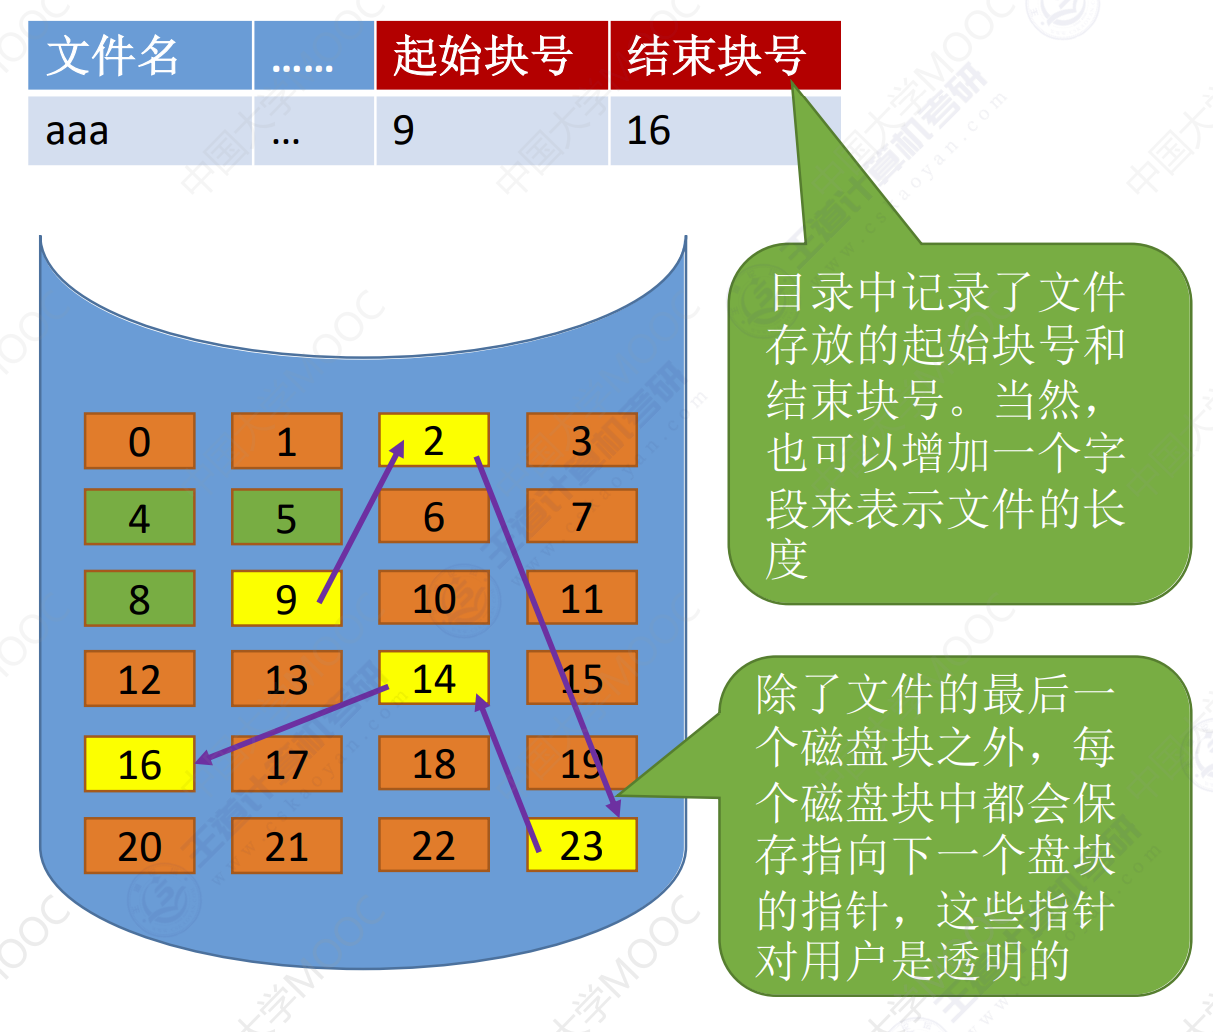 文件名 …… 起始块号 结束块号
aaa … 9 16
目录中记录了文件
存放的起始块号和
结束块号。当然，
也可以增加一个字
段来表示文件的长
度
0 1 2 3
4 5 6 7
8 9 10 11
12 13 14 15
16 17 18 19
20 21 22 23
除了文件的最后一
个磁盘块之外，每
个磁盘块中都会保
存指向下一个盘块
的指针，这些指针
对用户是透明的